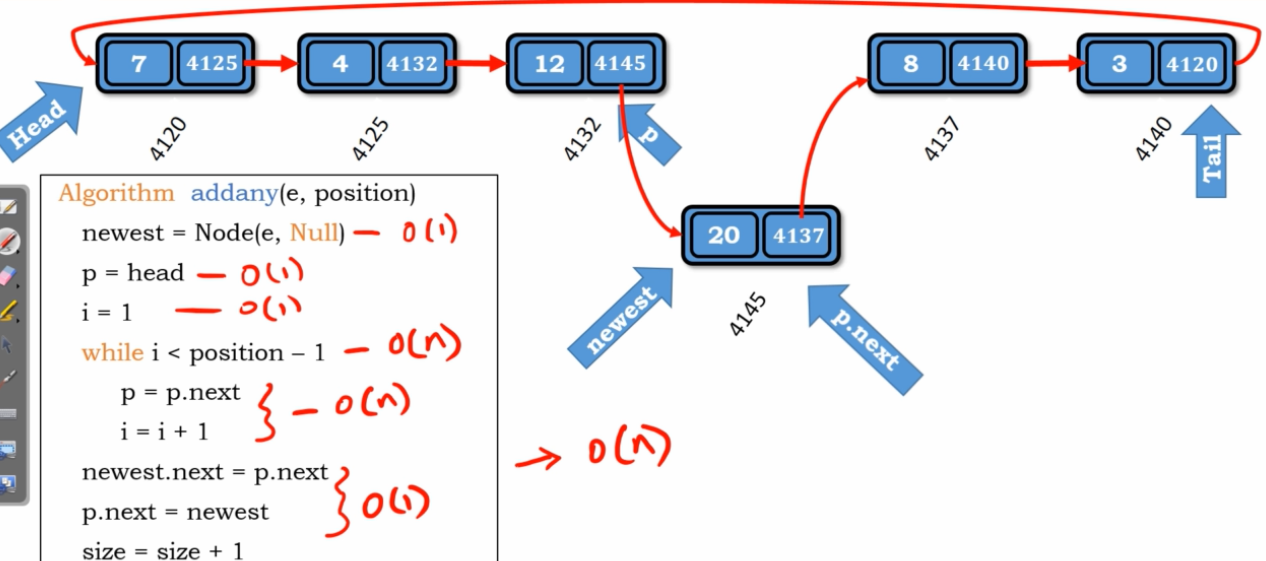 7 4125 4 4132 12 4145 8 4140 3 4120
Head 4120 4125 4132 p 4137 4140 Tail
20 4137
newest 4145 p.next
Algorithm addany(e, position)
newest = Node(e, Null) — O(1)
p = head — O(1)
i = 1 — O(1)
while i < position – 1 — O(n)
p = p.next
i = i + 1 } — O(n)
→ O(n)
newest.next = p.next
p.next = newest } O(1)
size = size + 1